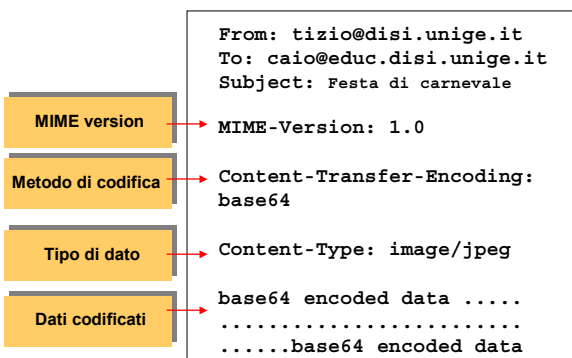 From: tizio@disi.unige.it
To: caio@educ.disi.unige.it
Subject: Festa di carnevale
MIME version
MIME-Version: 1.0
Metodo di codifica
Content-Transfer-Encoding:
base64
Tipo di dato
Content-Type: image/jpeg
Dati codificati
base64 encoded data .....
.........................
......base64 encoded data